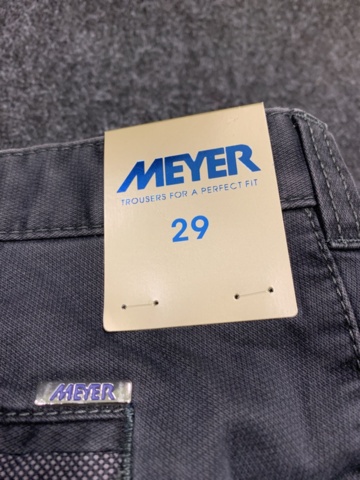 MEYER
TROUSERS FOR A PERFECT FIT
29
MEYER